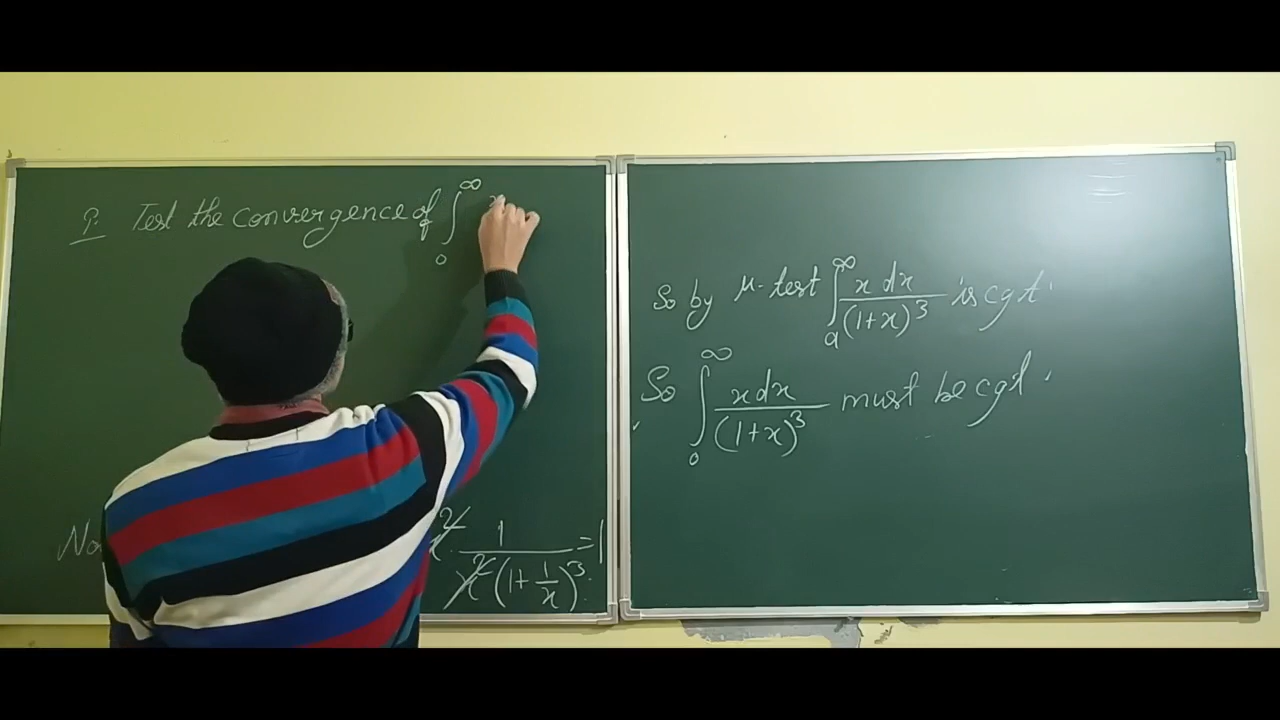 Q. Test the convergence of ∫₀^∞ x
No
x². 1/(x²(1+1/x)³) = 1
So by μ-test ∫ₐ^∞ x dx/(1+x)³ is cgt.
So ∫₀^∞ x dx/(1+x)³ must be cgt.